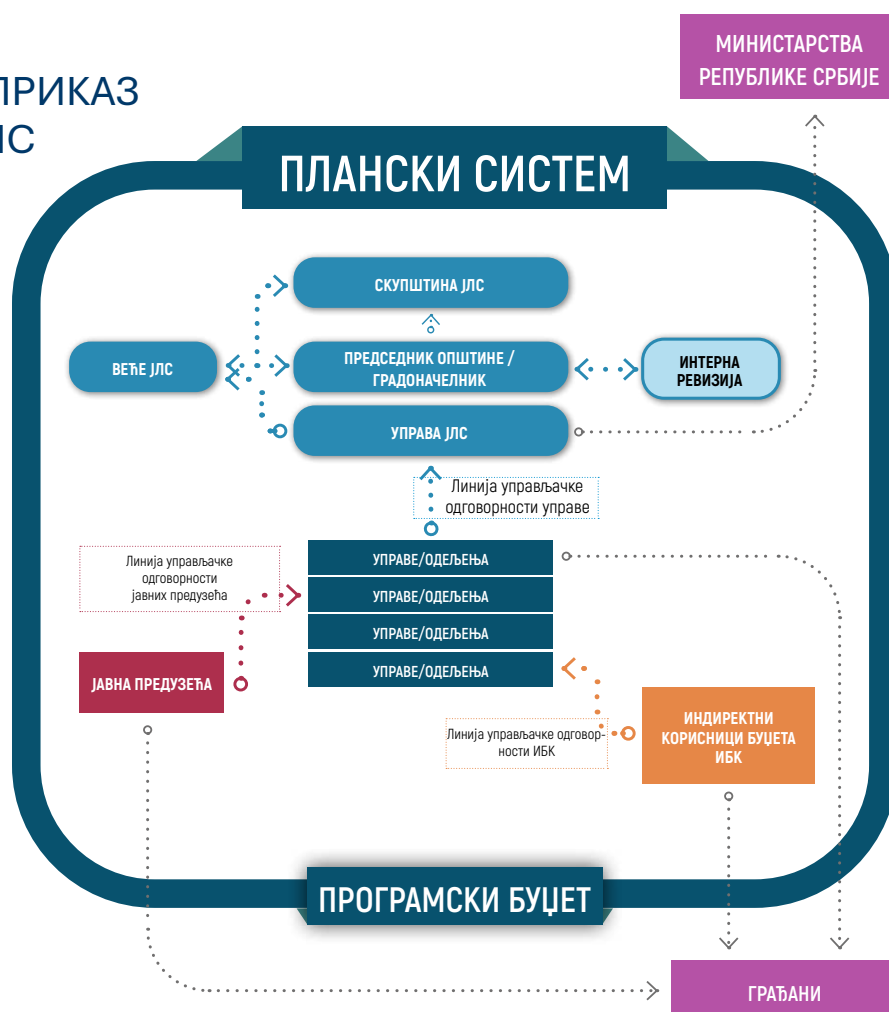 МИНИСТАРСТВА
РЕПУБЛИКЕ СРБИЈЕ
ПРИКАЗ
ПЛАНСКИ СИСТЕМ
СКУПШТИНА ЈЛС
ВЕЋЕ ЈЛС
ПРЕДСЕДНИК ОПШТИНЕ /
ГРАДОНАЧЕЛНИК
ИНТЕРНА
РЕВИЗИЈА
УПРАВА ЈЛС
Линија управљачке
одговорности управе
УПРАВЕ/ОДЕЉЕЊА
Линија управљачке
одговорности
јавних предузећа
УПРАВЕ/ОДЕЉЕЊА
УПРАВЕ/ОДЕЉЕЊА
УПРАВЕ/ОДЕЉЕЊА
ЈАВНА ПРЕДУЗЕЋА
ИНДИРЕКТНИ
КОРИСНИЦИ БУЏЕТА
ИБК
Линија управљачке одговор-
ности ИБК
ПРОГРАМСКИ БУЏЕТ
ГРАЂАНИ